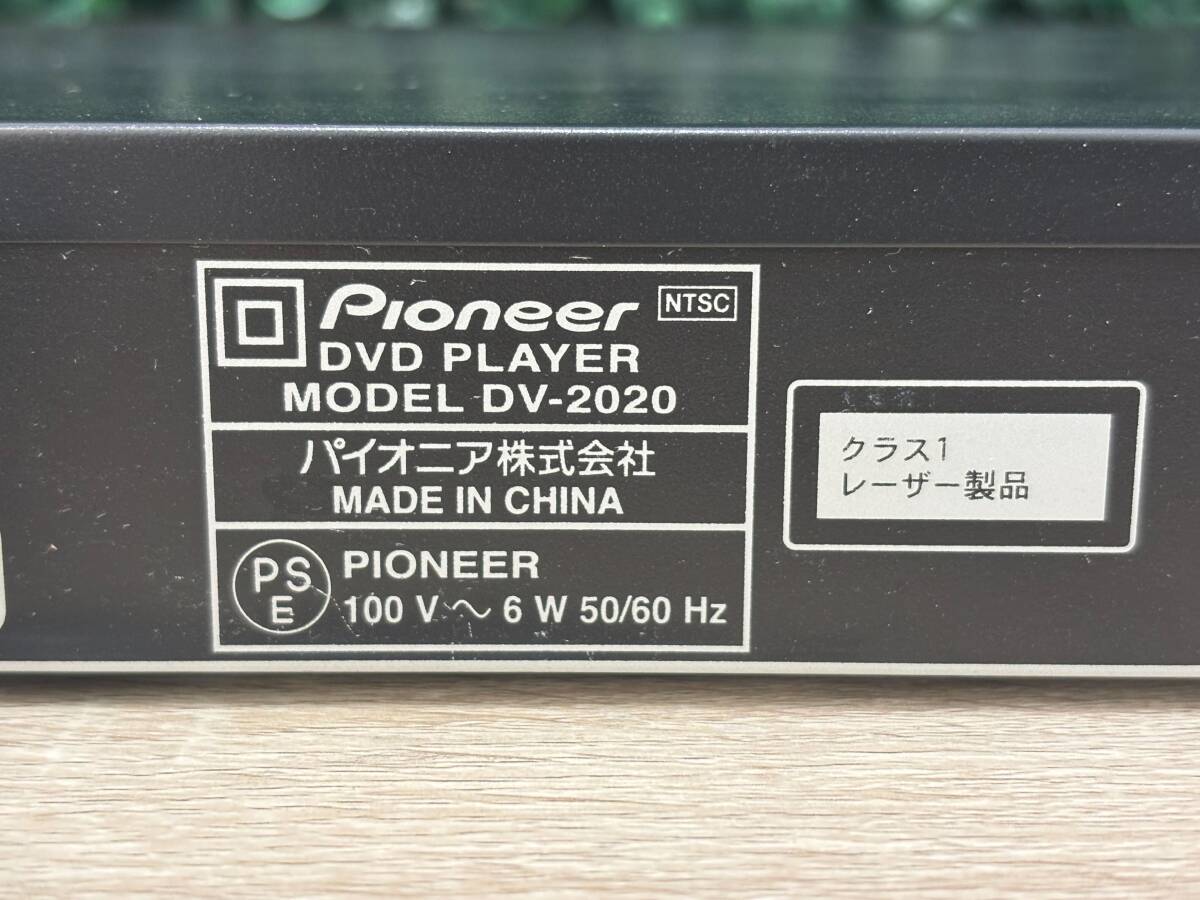 Pioneer NTSC
DVD PLAYER
MODEL DV-2020
パイオニア株式会社
MADE IN CHINA
PS
E
PIONEER
100 V ～ 6 W 50/60 Hz
クラス1
レーザー製品